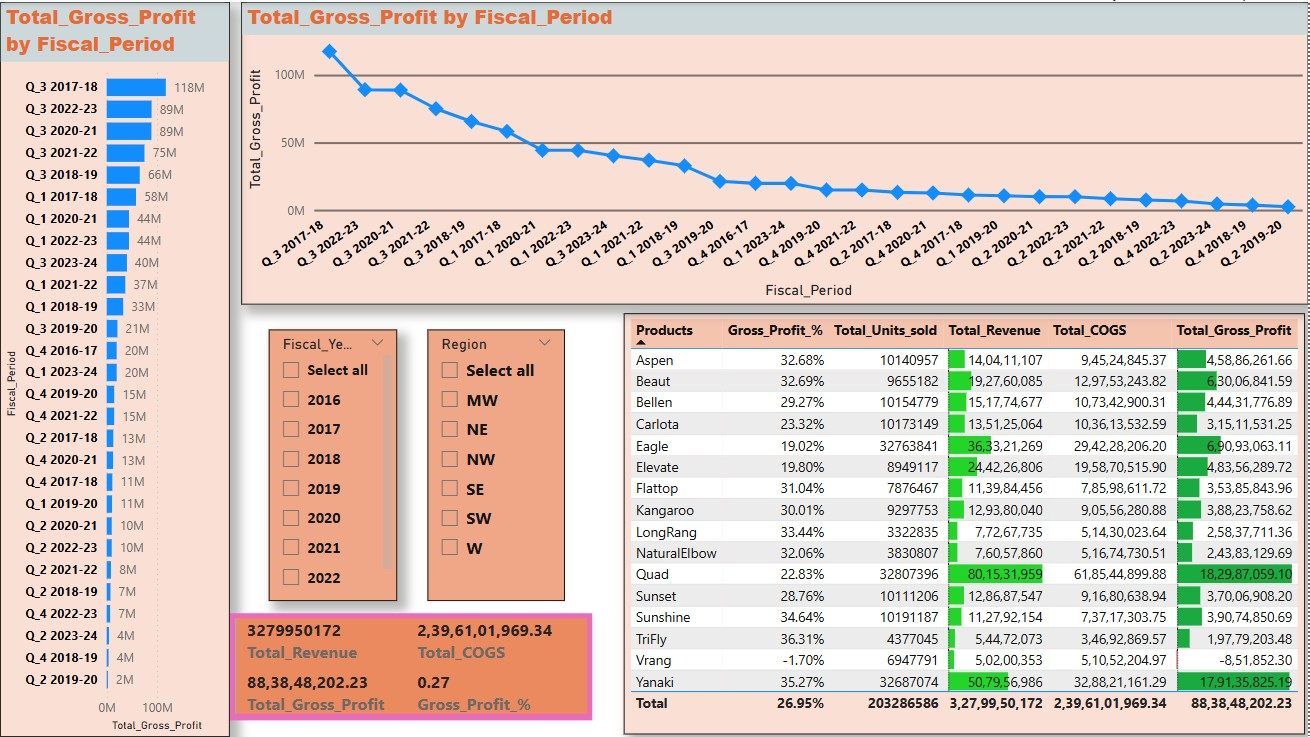 Total_Gross_Profit
by Fiscal_Period
Fiscal_Period
Q_3 2017-18 118M
Q_3 2022-23 89M
Q_3 2020-21 89M
Q_3 2021-22 75M
Q_3 2018-19 66M
Q_1 2017-18 58M
Q_1 2020-21 44M
Q_1 2022-23 44M
Q_3 2023-24 40M
Q_1 2021-22 37M
Q_1 2018-19 33M
Q_3 2019-20 21M
Q_4 2016-17 20M
Q_1 2023-24 20M
Q_4 2019-20 15M
Q_4 2021-22 15M
Q_2 2017-18 13M
Q_4 2020-21 13M
Q_4 2017-18 11M
Q_1 2019-20 11M
Q_2 2020-21 10M
Q_2 2022-23 10M
Q_2 2021-22 8M
Q_2 2018-19 7M
Q_4 2022-23 7M
Q_2 2023-24 4M
Q_4 2018-19 4M
Q_2 2019-20 2M
0M 100M
Total_Gross_Profit
Total_Gross_Profit by Fiscal_Period
Total_Gross_Profit
100M
50M
0M
Q_3 2017-18
Q_3 2022-23
Q_3 2020-21
Q_3 2021-22
Q_3 2018-19
Q_1 2017-18
Q_1 2020-21
Q_1 2022-23
Q_3 2023-24
Q_1 2021-22
Q_1 2018-19
Q_3 2019-20
Q_4 2016-17
Q_1 2023-24
Q_4 2019-20
Q_4 2021-22
Q_2 2017-18
Q_4 2020-21
Q_4 2017-18
Q_1 2019-20
Q_2 2020-21
Q_2 2022-23
Q_2 2021-22
Q_2 2018-19
Q_4 2022-23
Q_2 2023-24
Q_4 2018-19
Q_2 2019-20
Fiscal_Period
Fiscal_Ye...
Select all
2016
2017
2018
2019
2020
2021
2022
Region
Select all
MW
NE
NW
SE
SW
W
3279950172 2,39,61,01,969.34
Total_Revenue Total_COGS
88,38,48,202.23 0.27
Total_Gross_Profit Gross_Profit_%
Products Gross_Profit_% Total_Units_sold Total_Revenue Total_COGS Total_Gross_Profit
Aspen 32.68% 10140957 14,04,11,107 9,45,24,845.37 4,58,86,261.66
Beaut 32.69% 9655182 19,27,60,085 12,97,53,243.82 6,30,06,841.59
Bellen 29.27% 10154779 15,17,74,677 10,73,42,900.31 4,44,31,776.89
Carlota 23.32% 10173149 13,51,25,064 10,36,13,532.59 3,15,11,531.25
Eagle 19.02% 32763841 36,33,21,269 29,42,28,206.20 6,90,93,063.11
Elevate 19.80% 8949117 24,42,26,806 19,58,70,515.90 4,83,56,289.72
Flattop 31.04% 7876467 11,39,84,456 7,85,98,611.72 3,53,85,843.96
Kangaroo 30.01% 9297753 12,93,80,040 9,05,56,280.88 3,88,23,758.62
LongRang 33.44% 3322835 7,72,67,735 5,14,30,023.64 2,58,37,711.36
NaturalElbow 32.06% 3830807 7,60,57,860 5,16,74,730.51 2,43,83,129.69
Quad 22.83% 32807396 80,15,31,959 61,85,44,899.88 18,29,87,059.10
Sunset 28.76% 10111206 12,86,87,547 9,16,80,638.94 3,70,06,908.20
Sunshine 34.64% 10191187 11,27,92,154 7,37,17,303.75 3,90,74,850.69
TriFly 36.31% 4377045 5,44,72,073 3,46,92,869.57 1,97,79,203.48
Vrang -1.70% 6947791 5,02,00,353 5,10,52,204.97 -8,51,852.30
Yanaki 35.27% 32687074 50,79,56,986 32,88,21,161.29 17,91,35,825.19
Total 26.95% 203286586 3,27,99,50,172 2,39,61,01,969.34 88,38,48,202.23